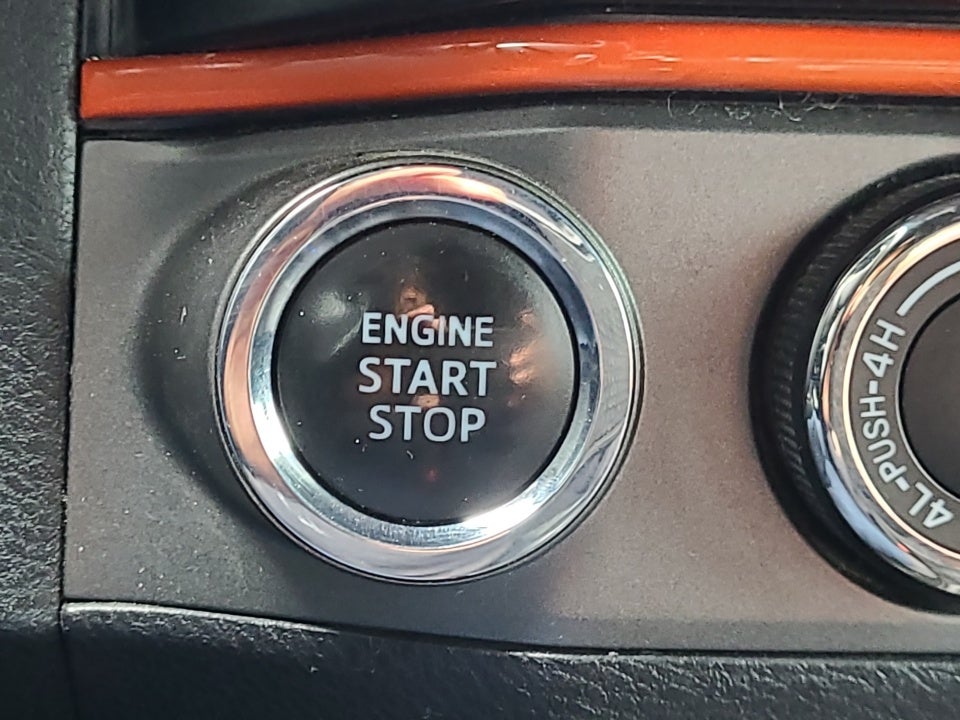 ENGINE
START
STOP
4L-PUSH-4H